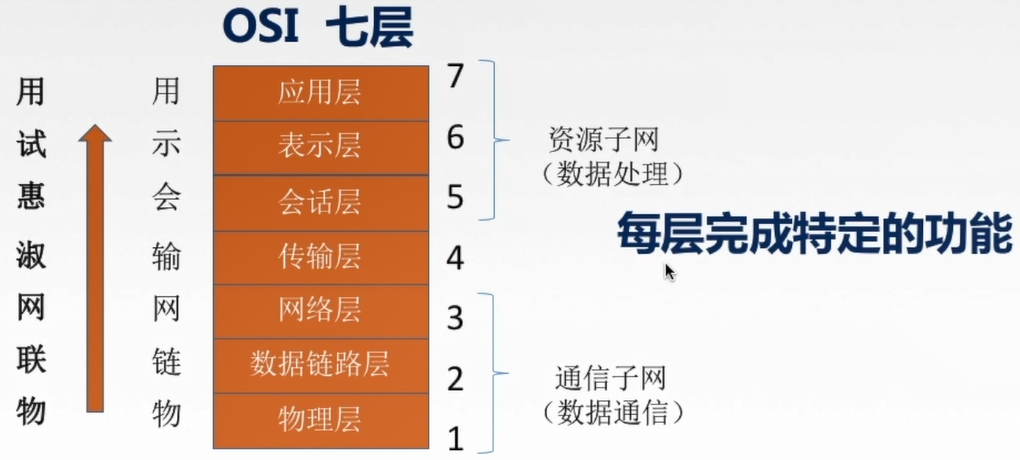 OSI 七层
用 用 应用层 7
试 示 表示层 6
惠 会 会话层 5
淑 输 传输层 4
网 网 网络层 3
联 链 数据链路层 2
物 物 物理层 1
资源子网
（数据处理）
每层完成特定的功能
通信子网
（数据通信）